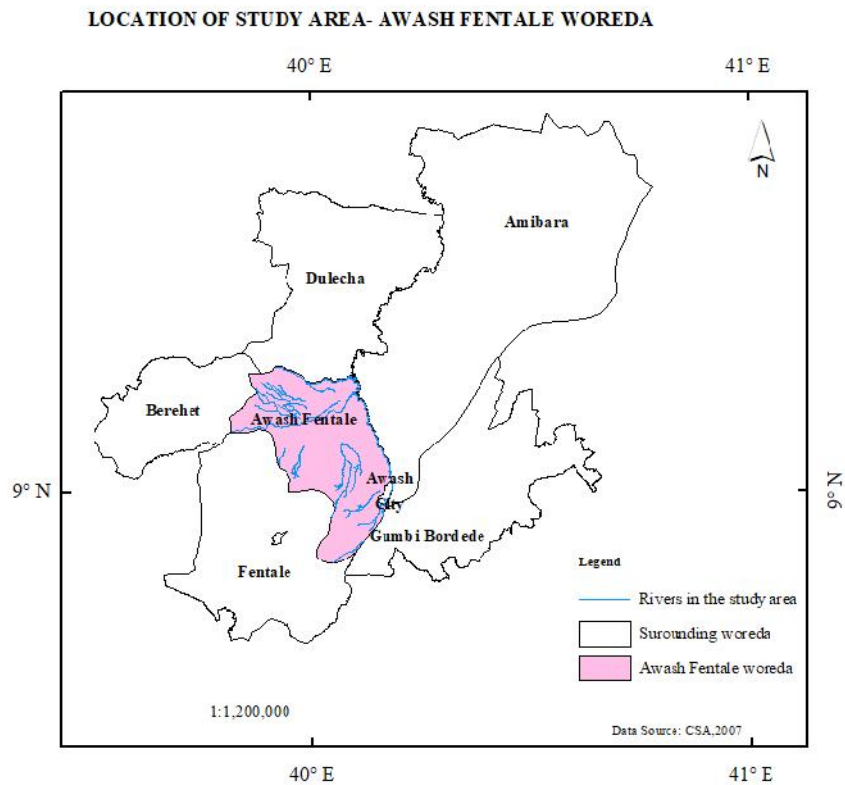 LOCATION OF STUDY AREA- AWASH FENTALE WOREDA
40° E
41° E
N
Amibara
Dulecha
Berehet
Awash Fentale
Awash
City
9° N
9° N
Gumbi Bordede
Fentale
Legend
Rivers in the study area
Surounding woreda
Awash Fentale woreda
1:1,200,000
Data Source: CSA,2007
40° E
41° E